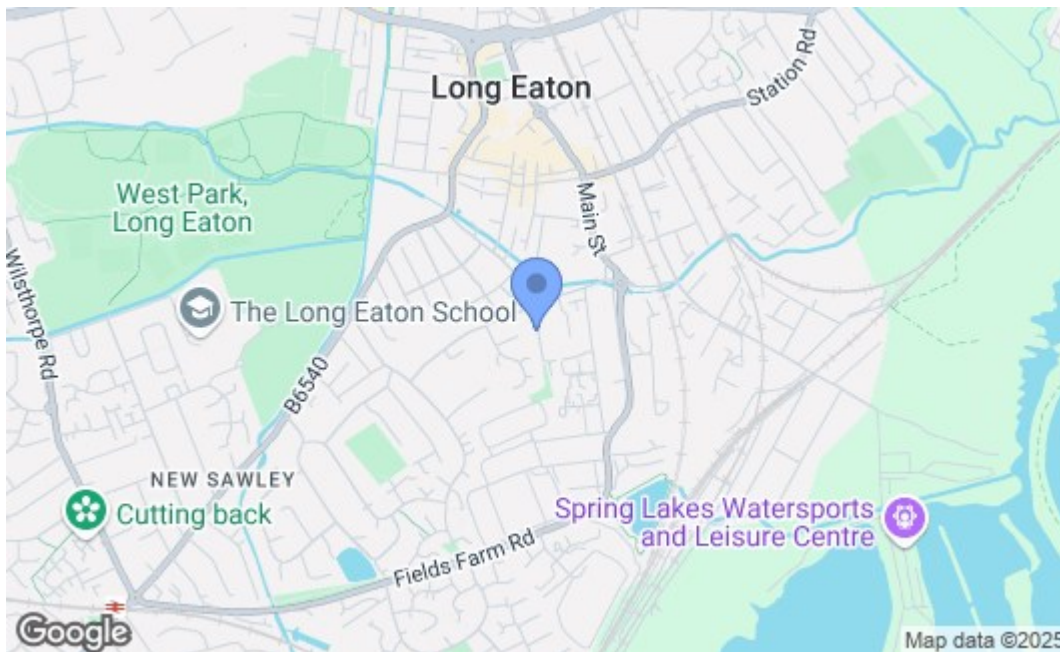 Long Eaton
Station Rd
West Park,
Long Eaton
Main St
Wilsthorpe Rd
The Long Eaton School
B6540
NEW SAWLEY
Cutting back
Spring Lakes Watersports
and Leisure Centre
Fields Farm Rd
Google
Map data ©2025